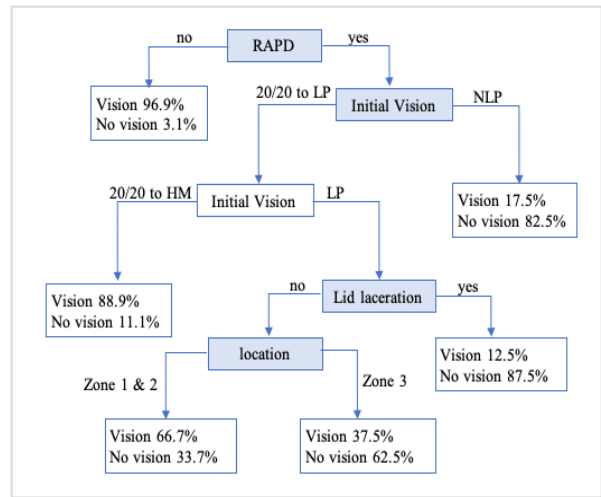 no
RAPD
yes
Vision 96.9%
No vision 3.1%
20/20 to LP
Initial Vision
NLP
Vision 17.5%
No vision 82.5%
20/20 to HM
Initial Vision
LP
Vision 88.9%
No vision 11.1%
no
Lid laceration
yes
Vision 12.5%
No vision 87.5%
location
Zone 1 & 2
Zone 3
Vision 66.7%
No vision 33.7%
Vision 37.5%
No vision 62.5%